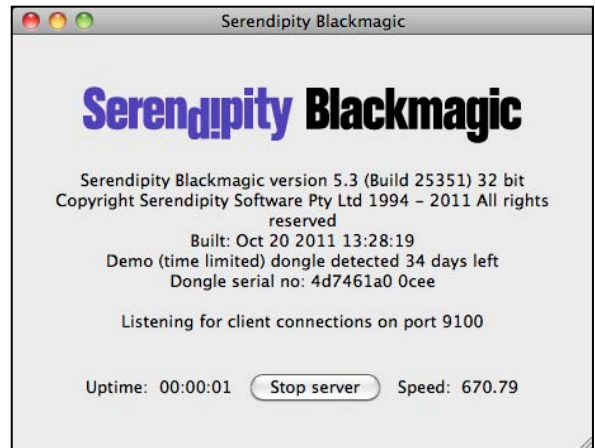 Serendipity Blackmagic
Serendipity Blackmagic
Serendipity Blackmagic version 5.3 (Build 25351) 32 bit
Copyright Serendipity Software Pty Ltd 1994 – 2011 All rights
reserved
Built: Oct 20 2011 13:28:19
Demo (time limited) dongle detected 34 days left
Dongle serial no: 4d7461a0 0cee
Listening for client connections on port 9100
Uptime: 00:00:01 Stop server Speed: 670.79